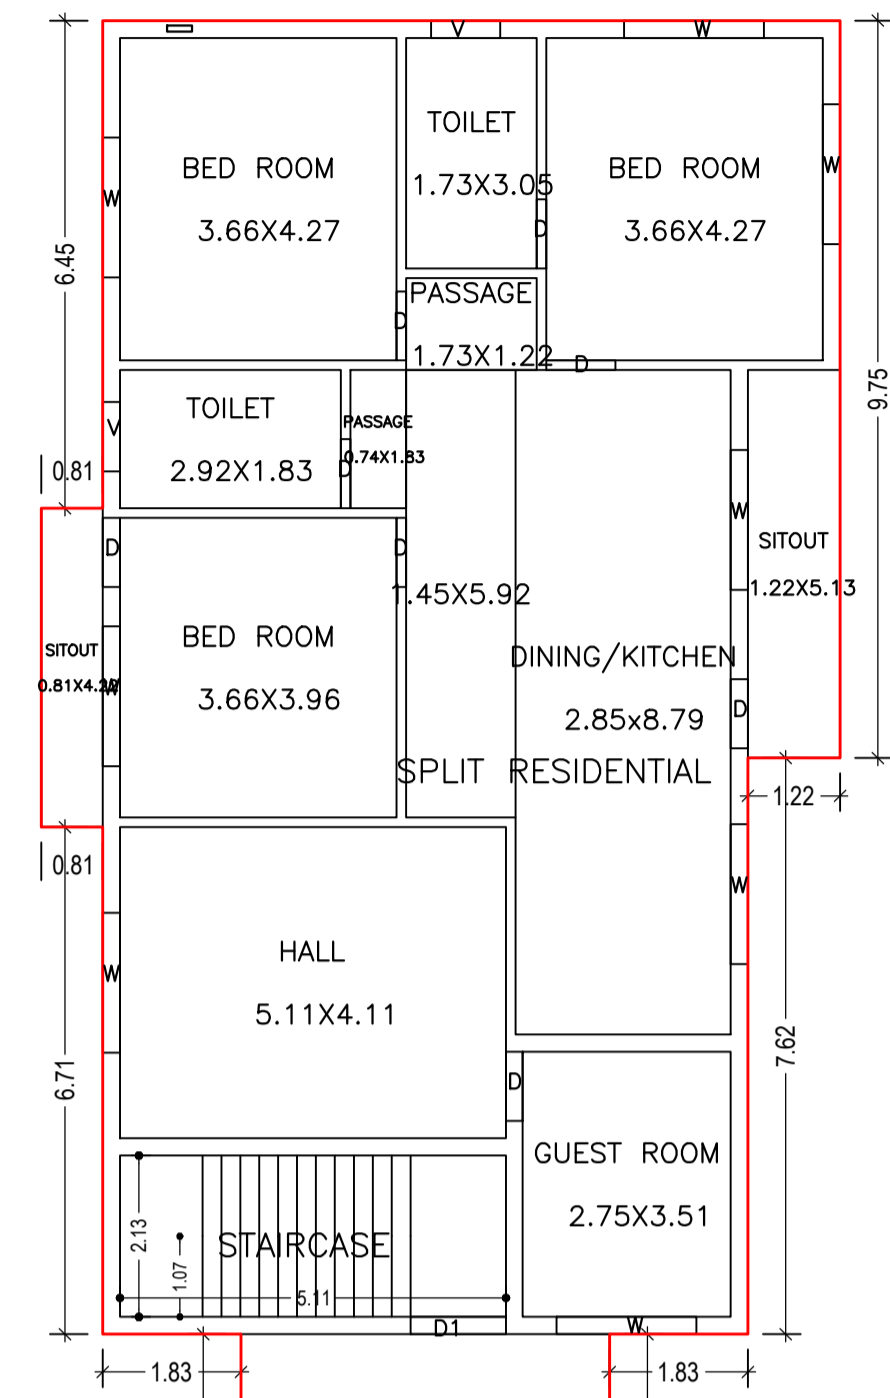 V
W
TOILET
1.73X3.05
BED ROOM
3.66X4.27
BED ROOM
3.66X4.27
W
W
D
6.45
PASSAGE
1.73X1.22
D
D
9.75
TOILET
2.92X1.83
V
PASSAGE
0.74X1.83
D
0.81
W
SITOUT
1.22X5.13
D
D
1.45X5.92
BED ROOM
3.66X3.96
SITOUT
W
DINING/KITCHEN
2.85x8.79
D
SPLIT RESIDENTIAL
1.22
0.81
W
HALL
5.11X4.11
W
7.62
6.71
D
GUEST ROOM
2.75X3.51
2.13
1.07
STAIRCASE
5.11
D1
W
1.83
1.83